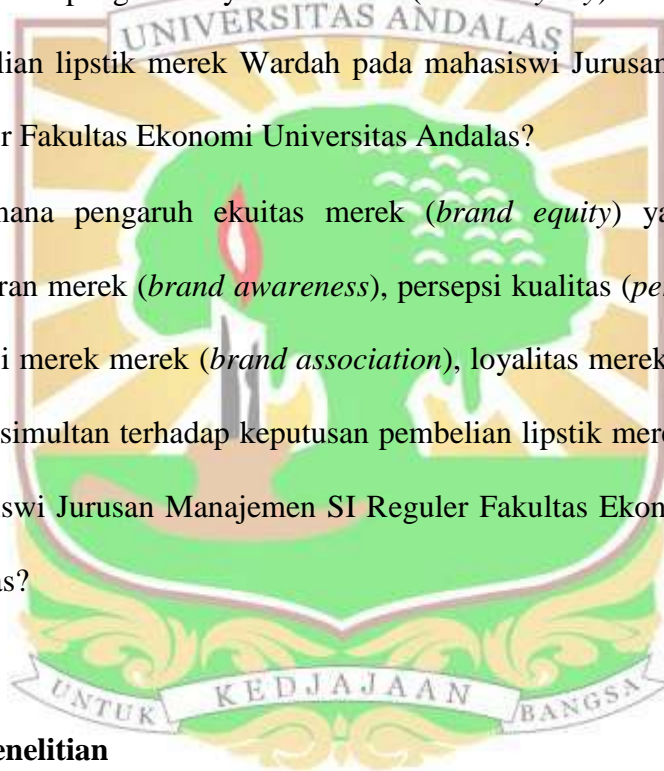 UNIVERSITAS ANDALAS
lian lipstik merek Wardah pada mahasiswi Jurusan
r Fakultas Ekonomi Universitas Andalas?
nana pengaruh ekuitas merek (brand equity) ya
ran merek (brand awareness), persepsi kualitas (pe
i merek merek (brand association), loyalitas merek
simultan terhadap keputusan pembelian lipstik mer
swi Jurusan Manajemen SI Reguler Fakultas Ekon
as?
UNTUK KEDJAJAAN BANGSA
enelitian